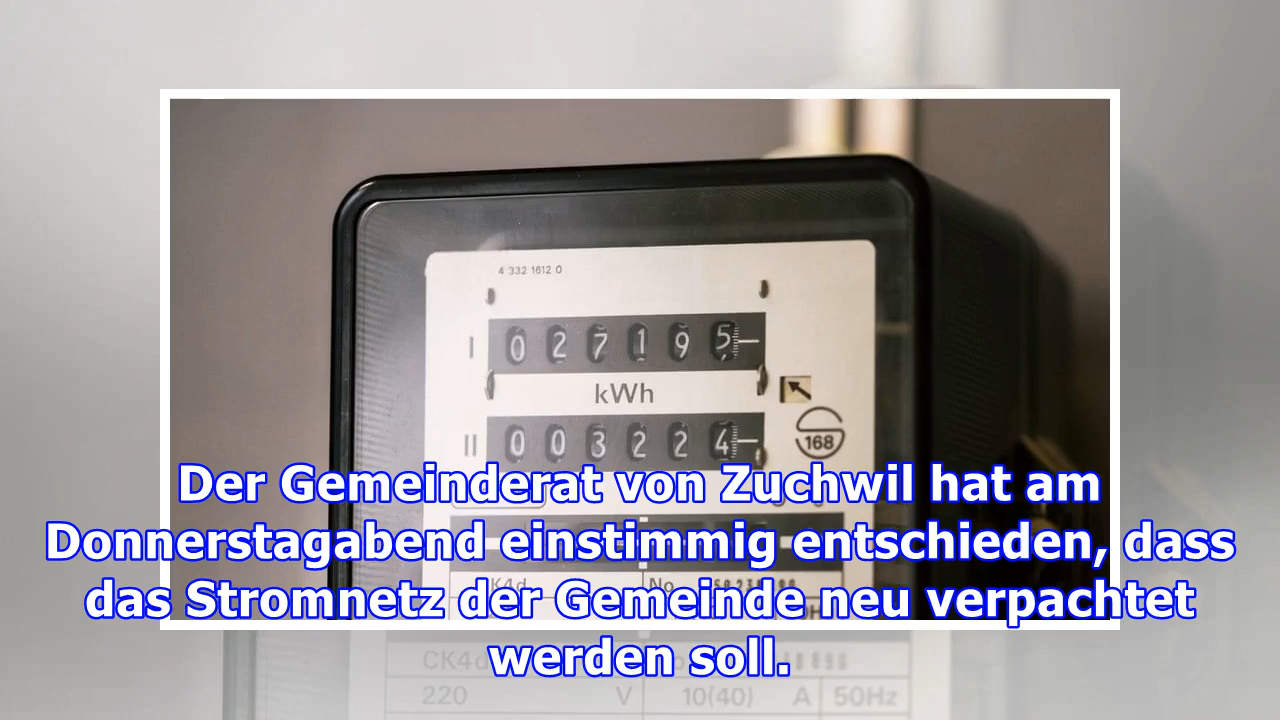 4 332 1612 0
I 0 2 7 1 9 5
kWh
II 0 0 3 2 2 4
168
Der Gemeinderat von Zuchwil hat am
Donnerstagabend einstimmig entschieden, dass
das Stromnetz der Gemeinde neu verpachtet
werden soll.
No
CK4d
220 V 10(40) A 50Hz